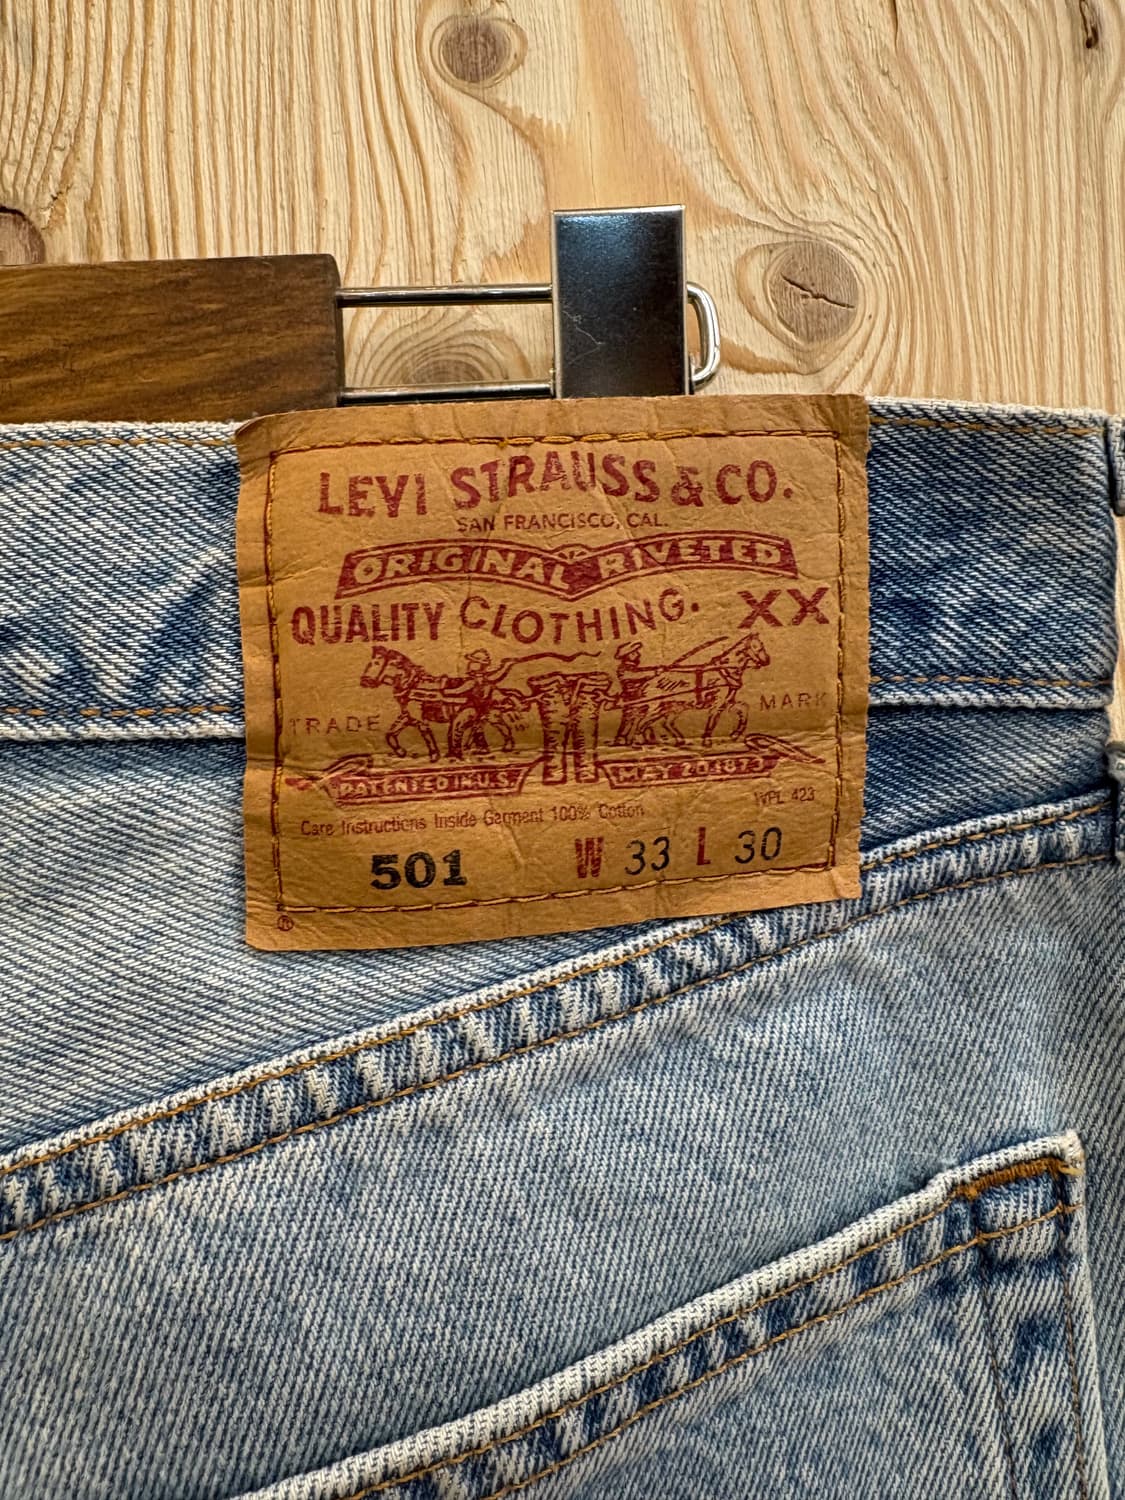 LEVI STRAUSS & CO.
SAN FRANCISCO, CAL.
ORIGINAL RIVETED
QUALITY CLOTHING. XX
TRADE MARK
PATENTED IN U.S. MAY 20 1873
WPL 423
Care Instructions Inside Garment 100% Cotton
501 W 33 L 30
®